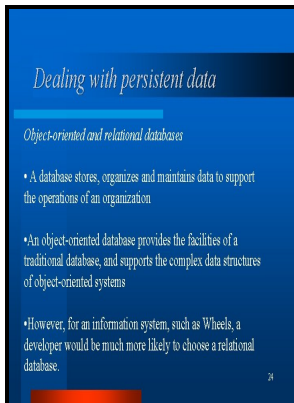 Dealing with persistent data
Object-oriented and relational databases
• A database stores, organizes and maintains data to support
the operations of an organization
•An object-oriented database provides the facilities of a
traditional database, and supports the complex data structures
of object-oriented systems
•However, for an information system, such as Wheels, a
developer would be much more likely to choose a relational
database.
24